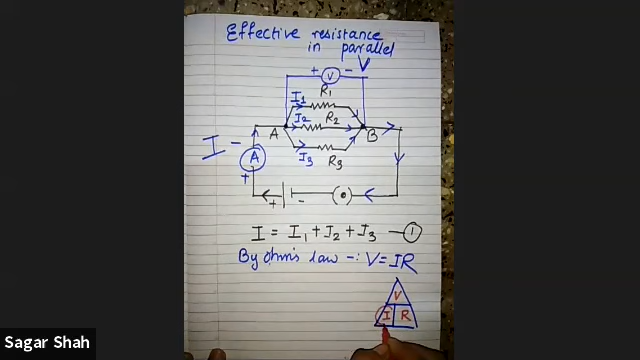 Effective resistance
in parallel
+ V - V
I1 R1
I2 R2
A B
I3 R3
I -
A
+
+ -
I = I1 + I2 + I3 — 1
By ohm's law -: V = IR
V
I R
Sagar Shah